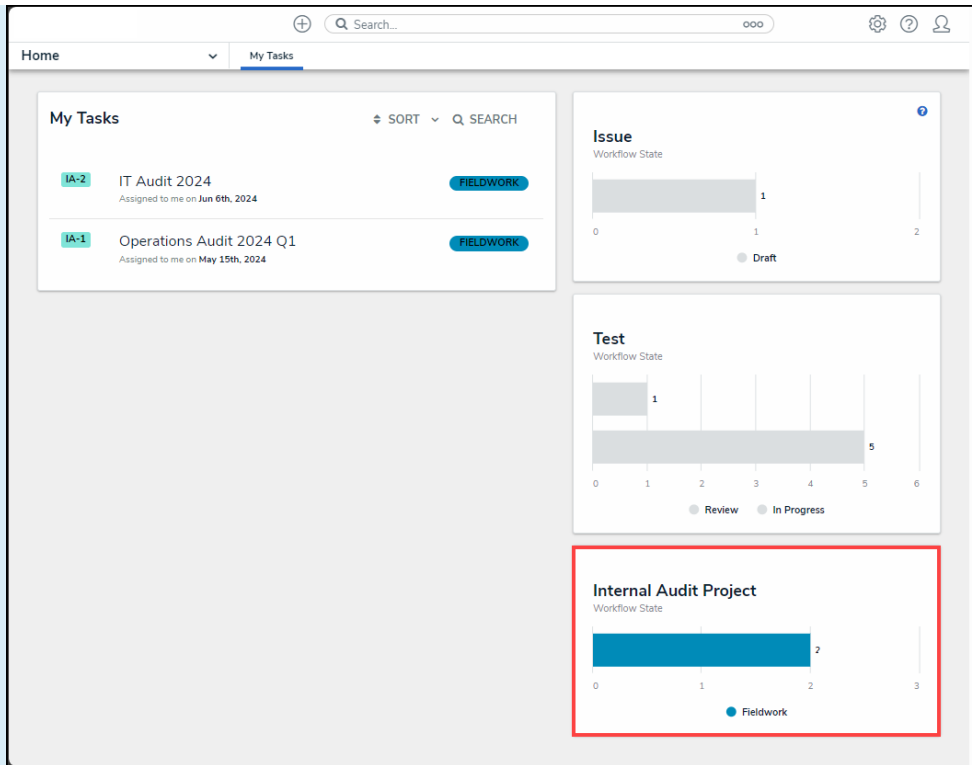 Search...
Home
My Tasks
My Tasks
SORT
SEARCH
IA-2
IT Audit 2024
FIELDWORK
Assigned to me on Jun 6th, 2024
IA-1
Operations Audit 2024 Q1
FIELDWORK
Assigned to me on May 15th, 2024
Issue
Workflow State
1
0 1 2
Draft
Test
Workflow State
1
5
0 1 2 3 4 5 6
Review In Progress
Internal Audit Project
Workflow State
2
0 1 2 3
Fieldwork